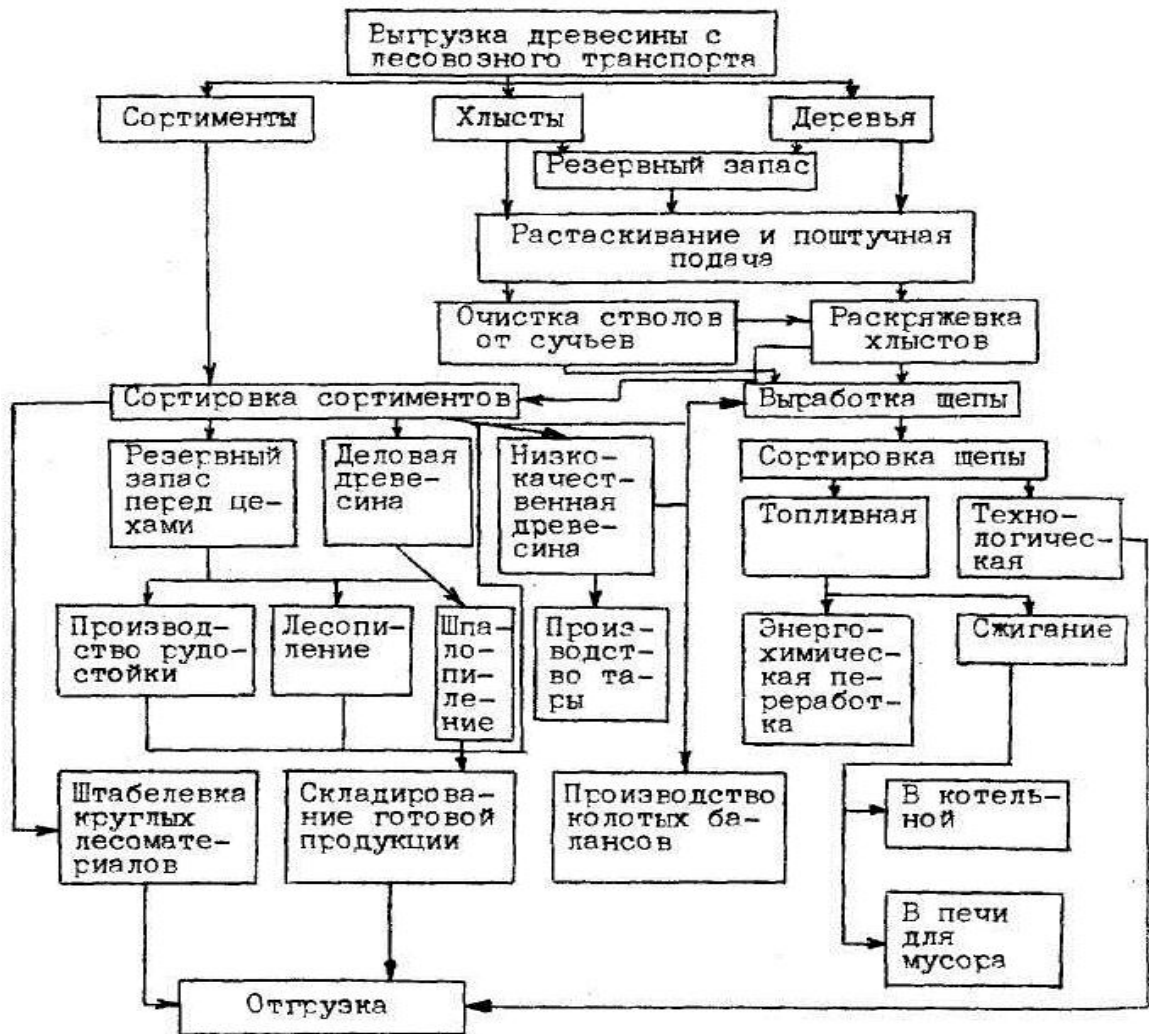 Выгрузка древесины с
лесовозного транспорта
Сортименты
Хлысты
Деревья
Резервный запас
Растаскивание и поштучная
подача
Очистка стволов
от сучьев
Раскряжевка
хлыстов
Сортировка сортиментов
Выработка щепы
Резервный
запас
перед це-
хами
Деловая
древе-
сина
Низко-
качест-
венная
древе-
сина
Сортировка щепы
Топливная
Техно-
логичес-
кая
Производ-
ство рудо-
стойки
Лесопи-
ление
Шпа-
ло-
пи-
ле-
ние
Произ-
водст-
во та-
ры
Энерго-
химичес-
кая пе-
реработ-
ка
Сжигание
Штабелевка
круглых
лесомате-
риалов
Складирова-
ние готовой
продукции
Производство
колотых ба-
лансов
В котель-
ной
В печи
для
мусора
Отгрузка